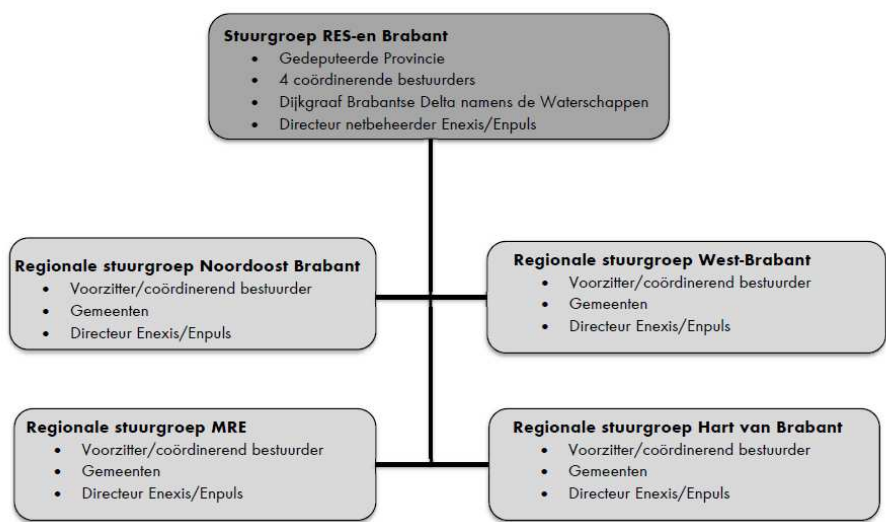 Stuurgroep RES-en Brabant
• Gedeputeerde Provincie
• 4 coördinerende bestuurders
• Dijkgraaf Brabantse Delta namens de Waterschappen
• Directeur netbeheerder Enexis/Enpuls
Regionale stuurgroep Noordoost Brabant
• Voorzitter/coördinerend bestuurder
• Gemeenten
• Directeur Enexis/Enpuls
Regionale stuurgroep West-Brabant
• Voorzitter/coördinerend bestuurder
• Gemeenten
• Directeur Enexis/Enpuls
Regionale stuurgroep MRE
• Voorzitter/coördinerend bestuurder
• Gemeenten
• Directeur Enexis/Enpuls
Regionale stuurgroep Hart van Brabant
• Voorzitter/coördinerend bestuurder
• Gemeenten
• Directeur Enexis/Enpuls